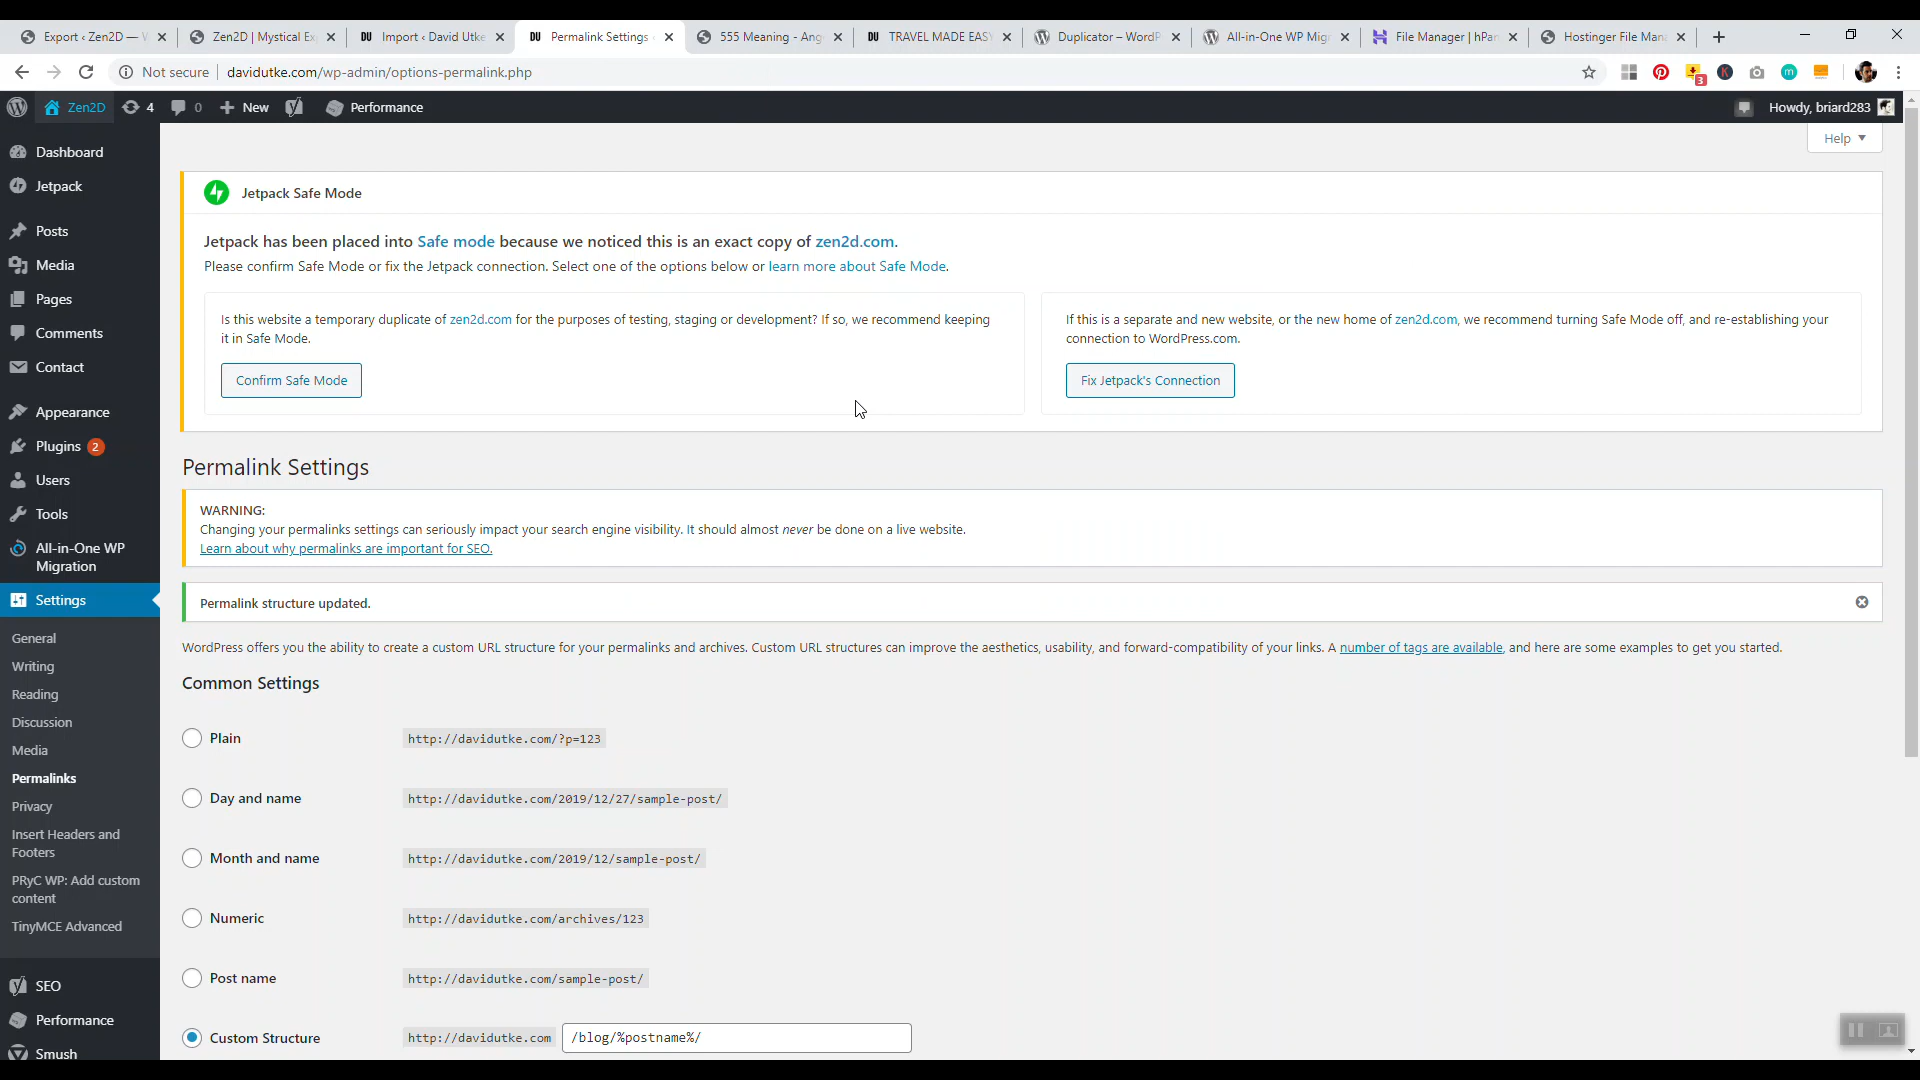 Export ‹ Zen2D — W
Zen2D | Mystical Ex
DU Import ‹ David Utke
DU Permalink Settings
555 Meaning - Ang
DU TRAVEL MADE EASY
Duplicator – WordP
All-in-One WP Mig
File Manager | hPan
Hostinger File Man
Not secure
davidutke.com/wp-admin/options-permalink.php
3
Zen2D
4
0
New
Performance
Howdy, briard283
Help
Dashboard
Jetpack
Posts
Media
Pages
Comments
Contact
Appearance
Plugins 2
Users
Tools
All-in-One WP
Migration
Settings
General
Writing
Reading
Discussion
Media
Permalinks
Privacy
Insert Headers and
Footers
PRyC WP: Add custom
content
TinyMCE Advanced
SEO
Performance
Smush
Jetpack Safe Mode
Jetpack has been placed into Safe mode because we noticed this is an exact copy of zen2d.com.
Please confirm Safe Mode or fix the Jetpack connection. Select one of the options below or learn more about Safe Mode.
Is this website a temporary duplicate of zen2d.com for the purposes of testing, staging or development? If so, we recommend keeping
it in Safe Mode.
Confirm Safe Mode
If this is a separate and new website, or the new home of zen2d.com, we recommend turning Safe Mode off, and re-establishing your
connection to WordPress.com.
Fix Jetpack's Connection
Permalink Settings
WARNING:
Changing your permalinks settings can seriously impact your search engine visibility. It should almost never be done on a live website.
Learn about why permalinks are important for SEO.
Permalink structure updated.
WordPress offers you the ability to create a custom URL structure for your permalinks and archives. Custom URL structures can improve the aesthetics, usability, and forward-compatibility of your links. A number of tags are available, and here are some examples to get you started.
Common Settings
Plain http://davidutke.com/?p=123
Day and name http://davidutke.com/2019/12/27/sample-post/
Month and name http://davidutke.com/2019/12/sample-post/
Numeric http://davidutke.com/archives/123
Post name http://davidutke.com/sample-post/
Custom Structure http://davidutke.com /blog/%postname%/